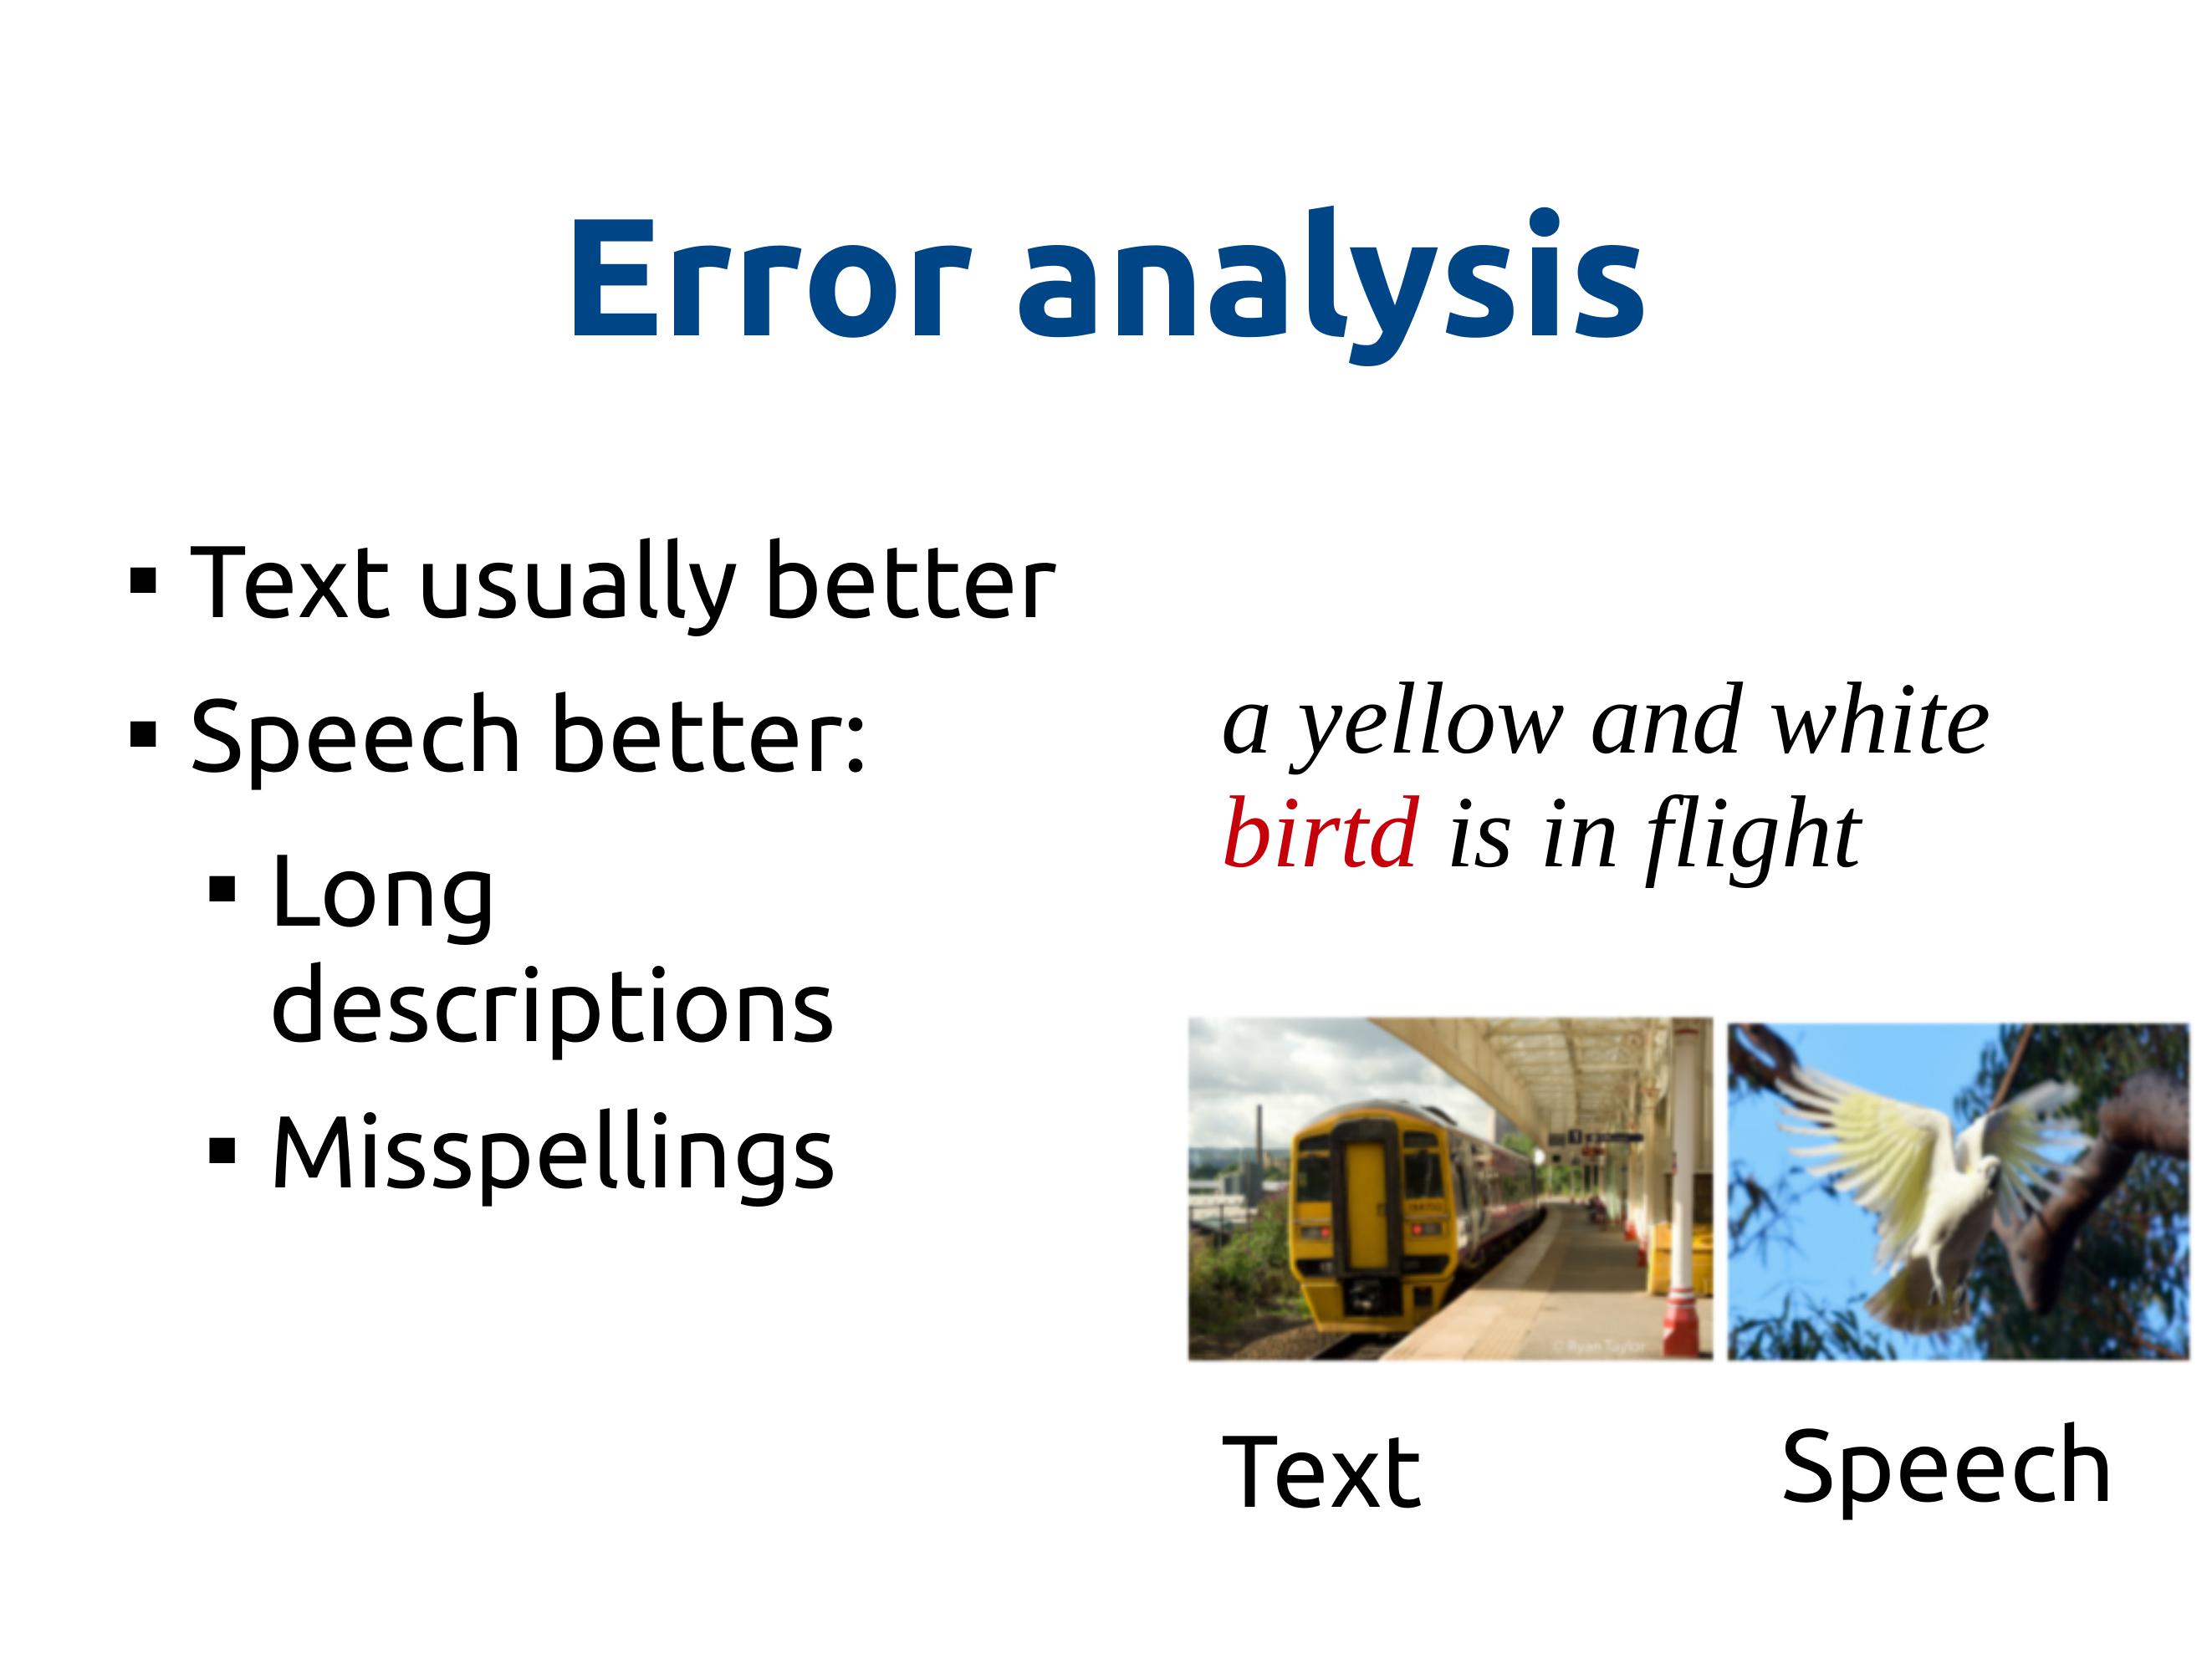 Error analysis
▪ Text usually better
▪ Speech better:
▪ Long
descriptions
▪ Misspellings
a yellow and white
birtd is in flight
© Ryan Taylor
Text
Speech